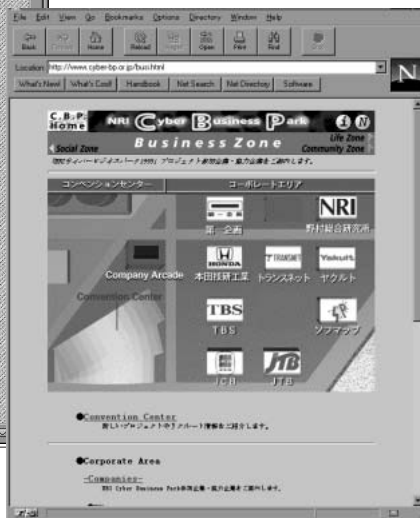 File Edit View Go Bookmarks Options Directory Window Help
Back Forward Home Reload Images Open Print Find Stop
Location: http://www.cyber-bp.or.jp/busi.html
What's New! What's Cool! Handbook Net Search Net Directory Software
N
C.B.P. Home
NRI Cyber Business Park
i N
Social Zone
Business Zone
Life Zone
Community Zone
コンベンションセンター
コーポレートエリア
第一企画
NRI
野村総合研究所
Company Arcade
HONDA
本田技研工業
TRANSNET
トランスネット
Yakult
ヤクルト
Convention Center
TBS
TBS
ソフマップ
JCB
JCB
JTB
JTB
●Convention Center
●Corporate Area
-Companies-